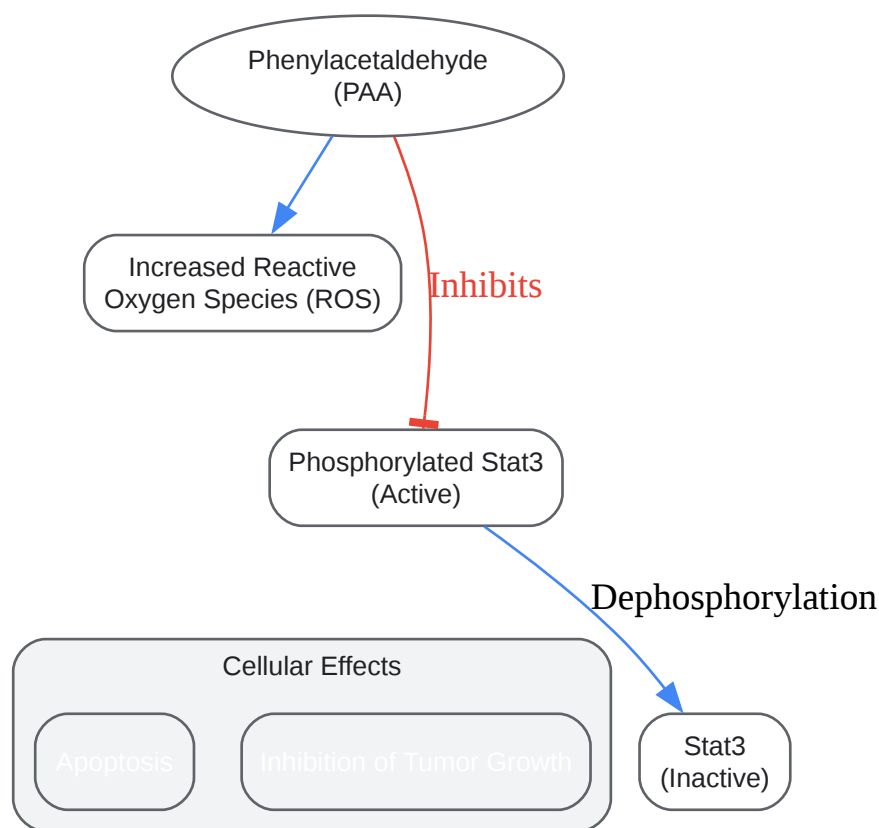 Phenylacetaldehyde
(PAA)
Increased Reactive
Oxygen Species (ROS)
Inhibits
Phosphorylated Stat3
(Active)
Dephosphorylation
Cellular Effects
Apoptosis
Inhibition of Tumor Growth
Stat3
(Inactive)